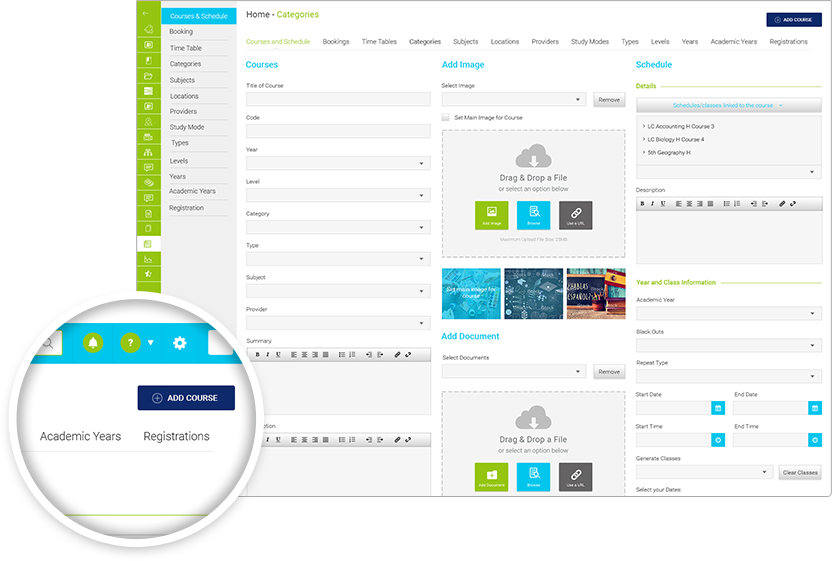 ←
Courses & Schedule
Booking
Time Table
Categories
Subjects
Locations
Providers
Study Mode
Types
Levels
Years
Academic Years
Registration
Home - Categories
ADD COURSE
Courses and Schedule Bookings Time Tables Categories Subjects Locations Providers Study Modes Types Levels Years Academic Years Registrations
Courses
Title of Course
Code
Year
Level
Category
Type
Subject
Provider
Summary
B I U
B I U
Add Image
Select Image
Remove
Set Main Image for Course
Drag & Drop a File
or select an option below
Add Image Browse Use a URL
Maximum Upload File Size: 20MB
Set main image for
course
HABLAS
ESPAÑOL
Add Document
Select Documents
Remove
Drag & Drop a File
or select an option below
Add Document Browse Use a URL
Schedule
Details
Schedules/classes linked to the course
LC Accounting H Course 3
LC Biology H Course 4
5th Geography H
Description
B I U
Year and Class Information
Academic Year
Black Outs
Repeat Type
Start Date End Date
Start Time End Time
Generate Classes
Clear Classes
Select your Dates:
?
ADD COURSE
Academic Years Registrations